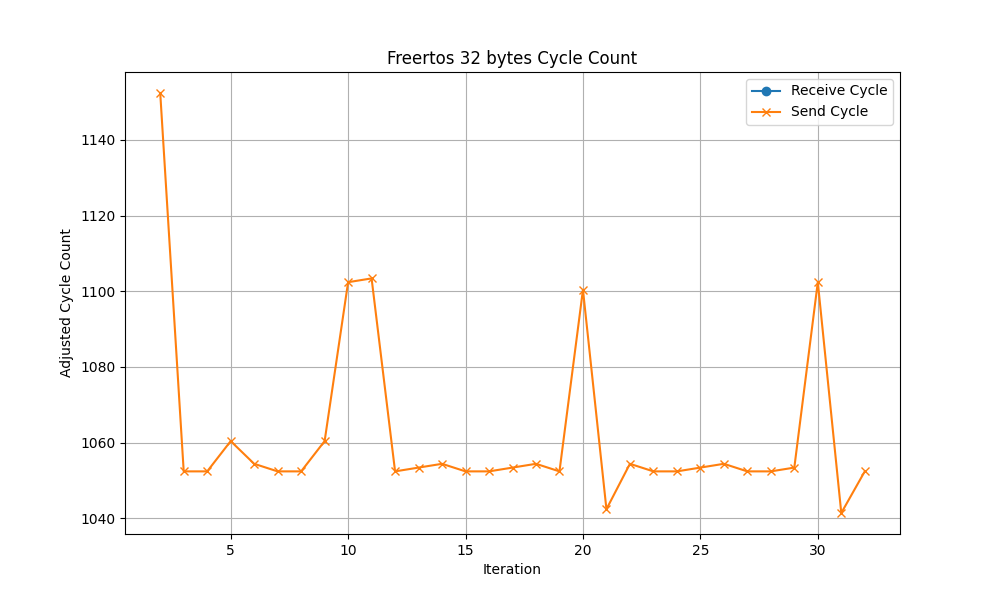 Freertos 32 bytes Cycle Count
Receive Cycle
Send Cycle
Adjusted Cycle Count
1140
1120
1100
1080
1060
1040
5 10 15 20 25 30
Iteration